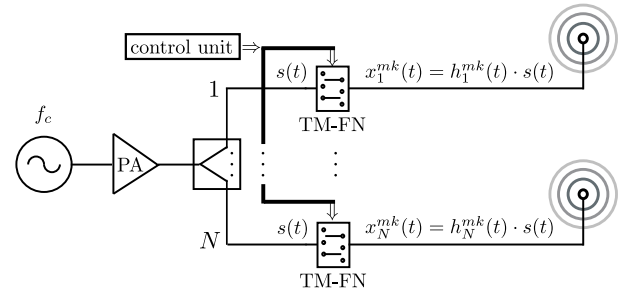 control unit ⇒
1
s(t)
x_1^{mk}(t) = h_1^{mk}(t) · s(t)
TM-FN
f_c
PA
N
s(t)
x_N^{mk}(t) = h_N^{mk}(t) · s(t)
TM-FN